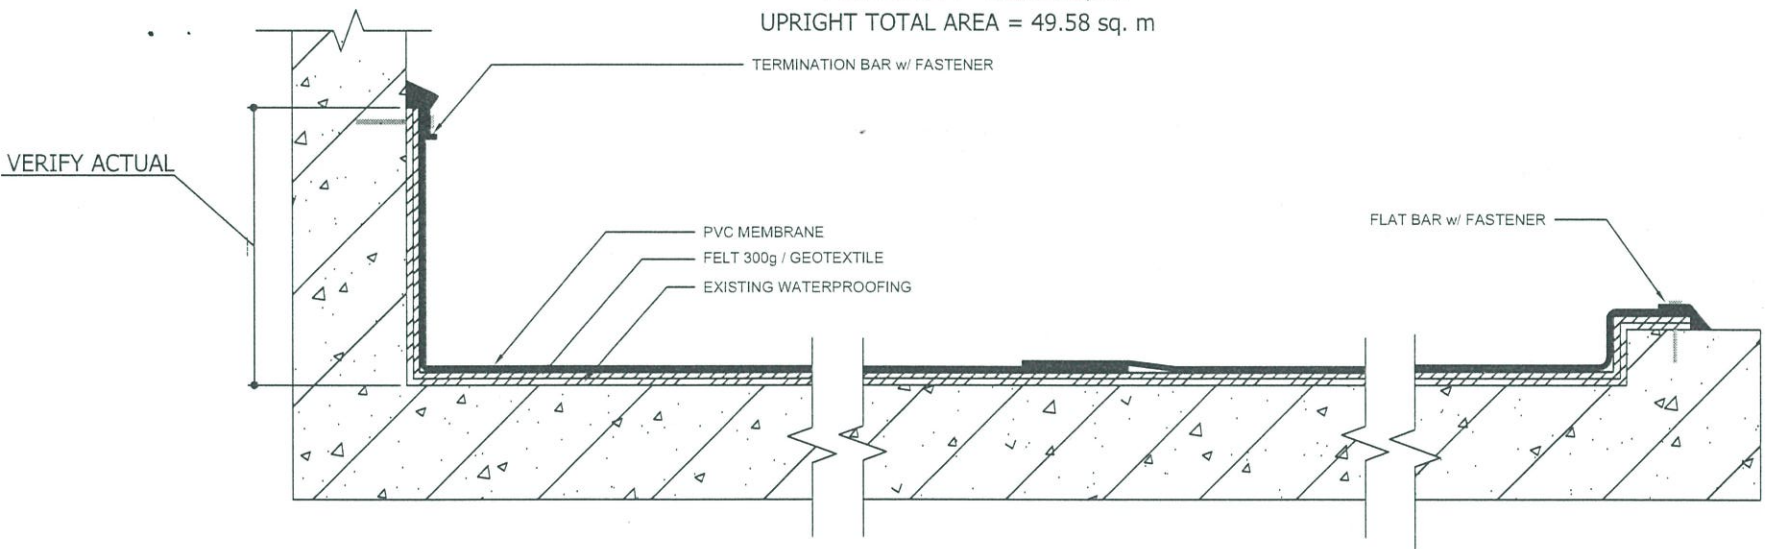 UPRIGHT TOTAL AREA = 49.58 sq. m
TERMINATION BAR w/ FASTENER
VERIFY ACTUAL
FLAT BAR w/ FASTENER
PVC MEMBRANE
FELT 300g / GEOTEXTILE
EXISTING WATERPROOFING